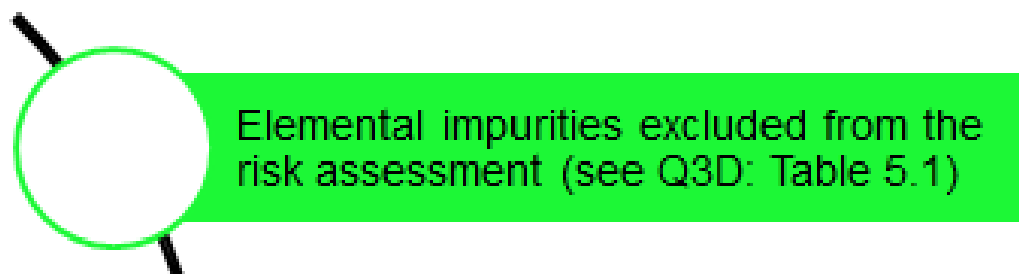 Elemental impurities excluded from the
risk assessment (see Q3D: Table 5.1)